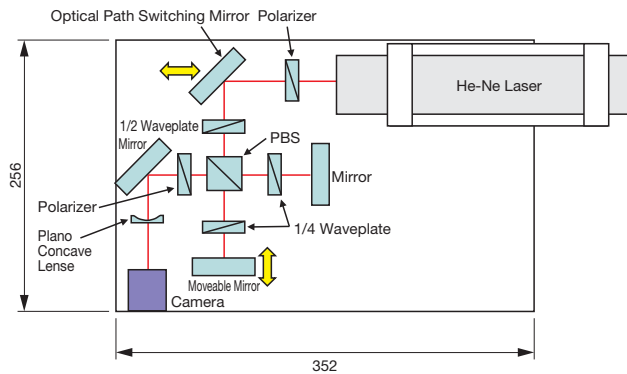 Optical Path Switching Mirror Polarizer
He-Ne Laser
1/2 Waveplate
Mirror
PBS
Mirror
256
Polarizer
1/4 Waveplate
Plano
Concave
Lense
Moveable Mirror
Camera
352